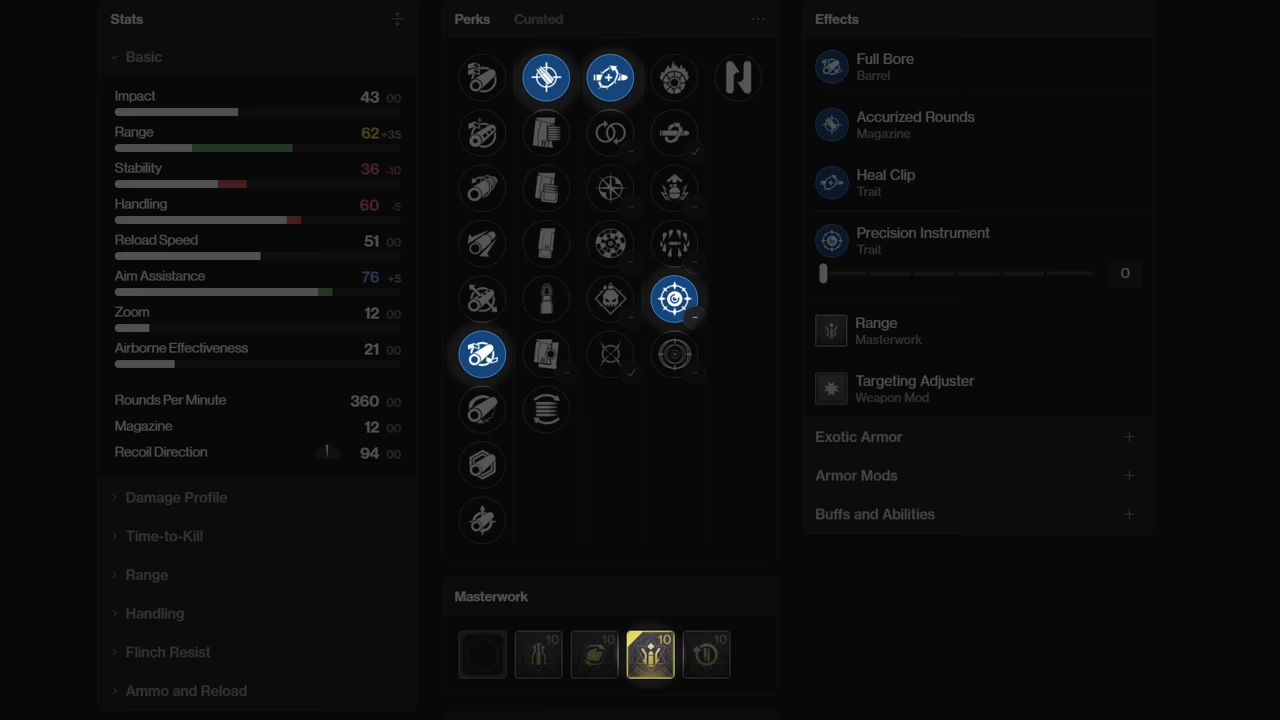 Stats
Basic
Impact 43 00
Range 62 +35
Stability 36 -10
Handling 60 -5
Reload Speed 51 00
Aim Assistance 76 +5
Zoom 12 00
Airborne Effectiveness 21 00
Rounds Per Minute 360 00
Magazine 12 00
Recoil Direction 94 00
Damage Profile
Time-to-Kill
Range
Handling
Flinch Resist
Ammo and Reload
Perks Curated
Masterwork
10 10 10 10
Effects
Full Bore
Barrel
Accurized Rounds
Magazine
Heal Clip
Trait
Precision Instrument
Trait
0
Range
Masterwork
Targeting Adjuster
Weapon Mod
Exotic Armor
Armor Mods
Buffs and Abilities